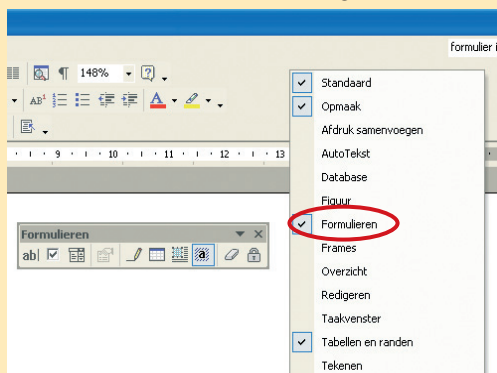 formulier i
148%
AB¹
9 10 11 12 13
Standaard
Opmaak
Afdruk samenvoegen
AutoTekst
Database
Figuur
Formulieren
Frames
Overzicht
Redigeren
Taakvenster
Tabellen en randen
Tekenen
Formulieren
ab|